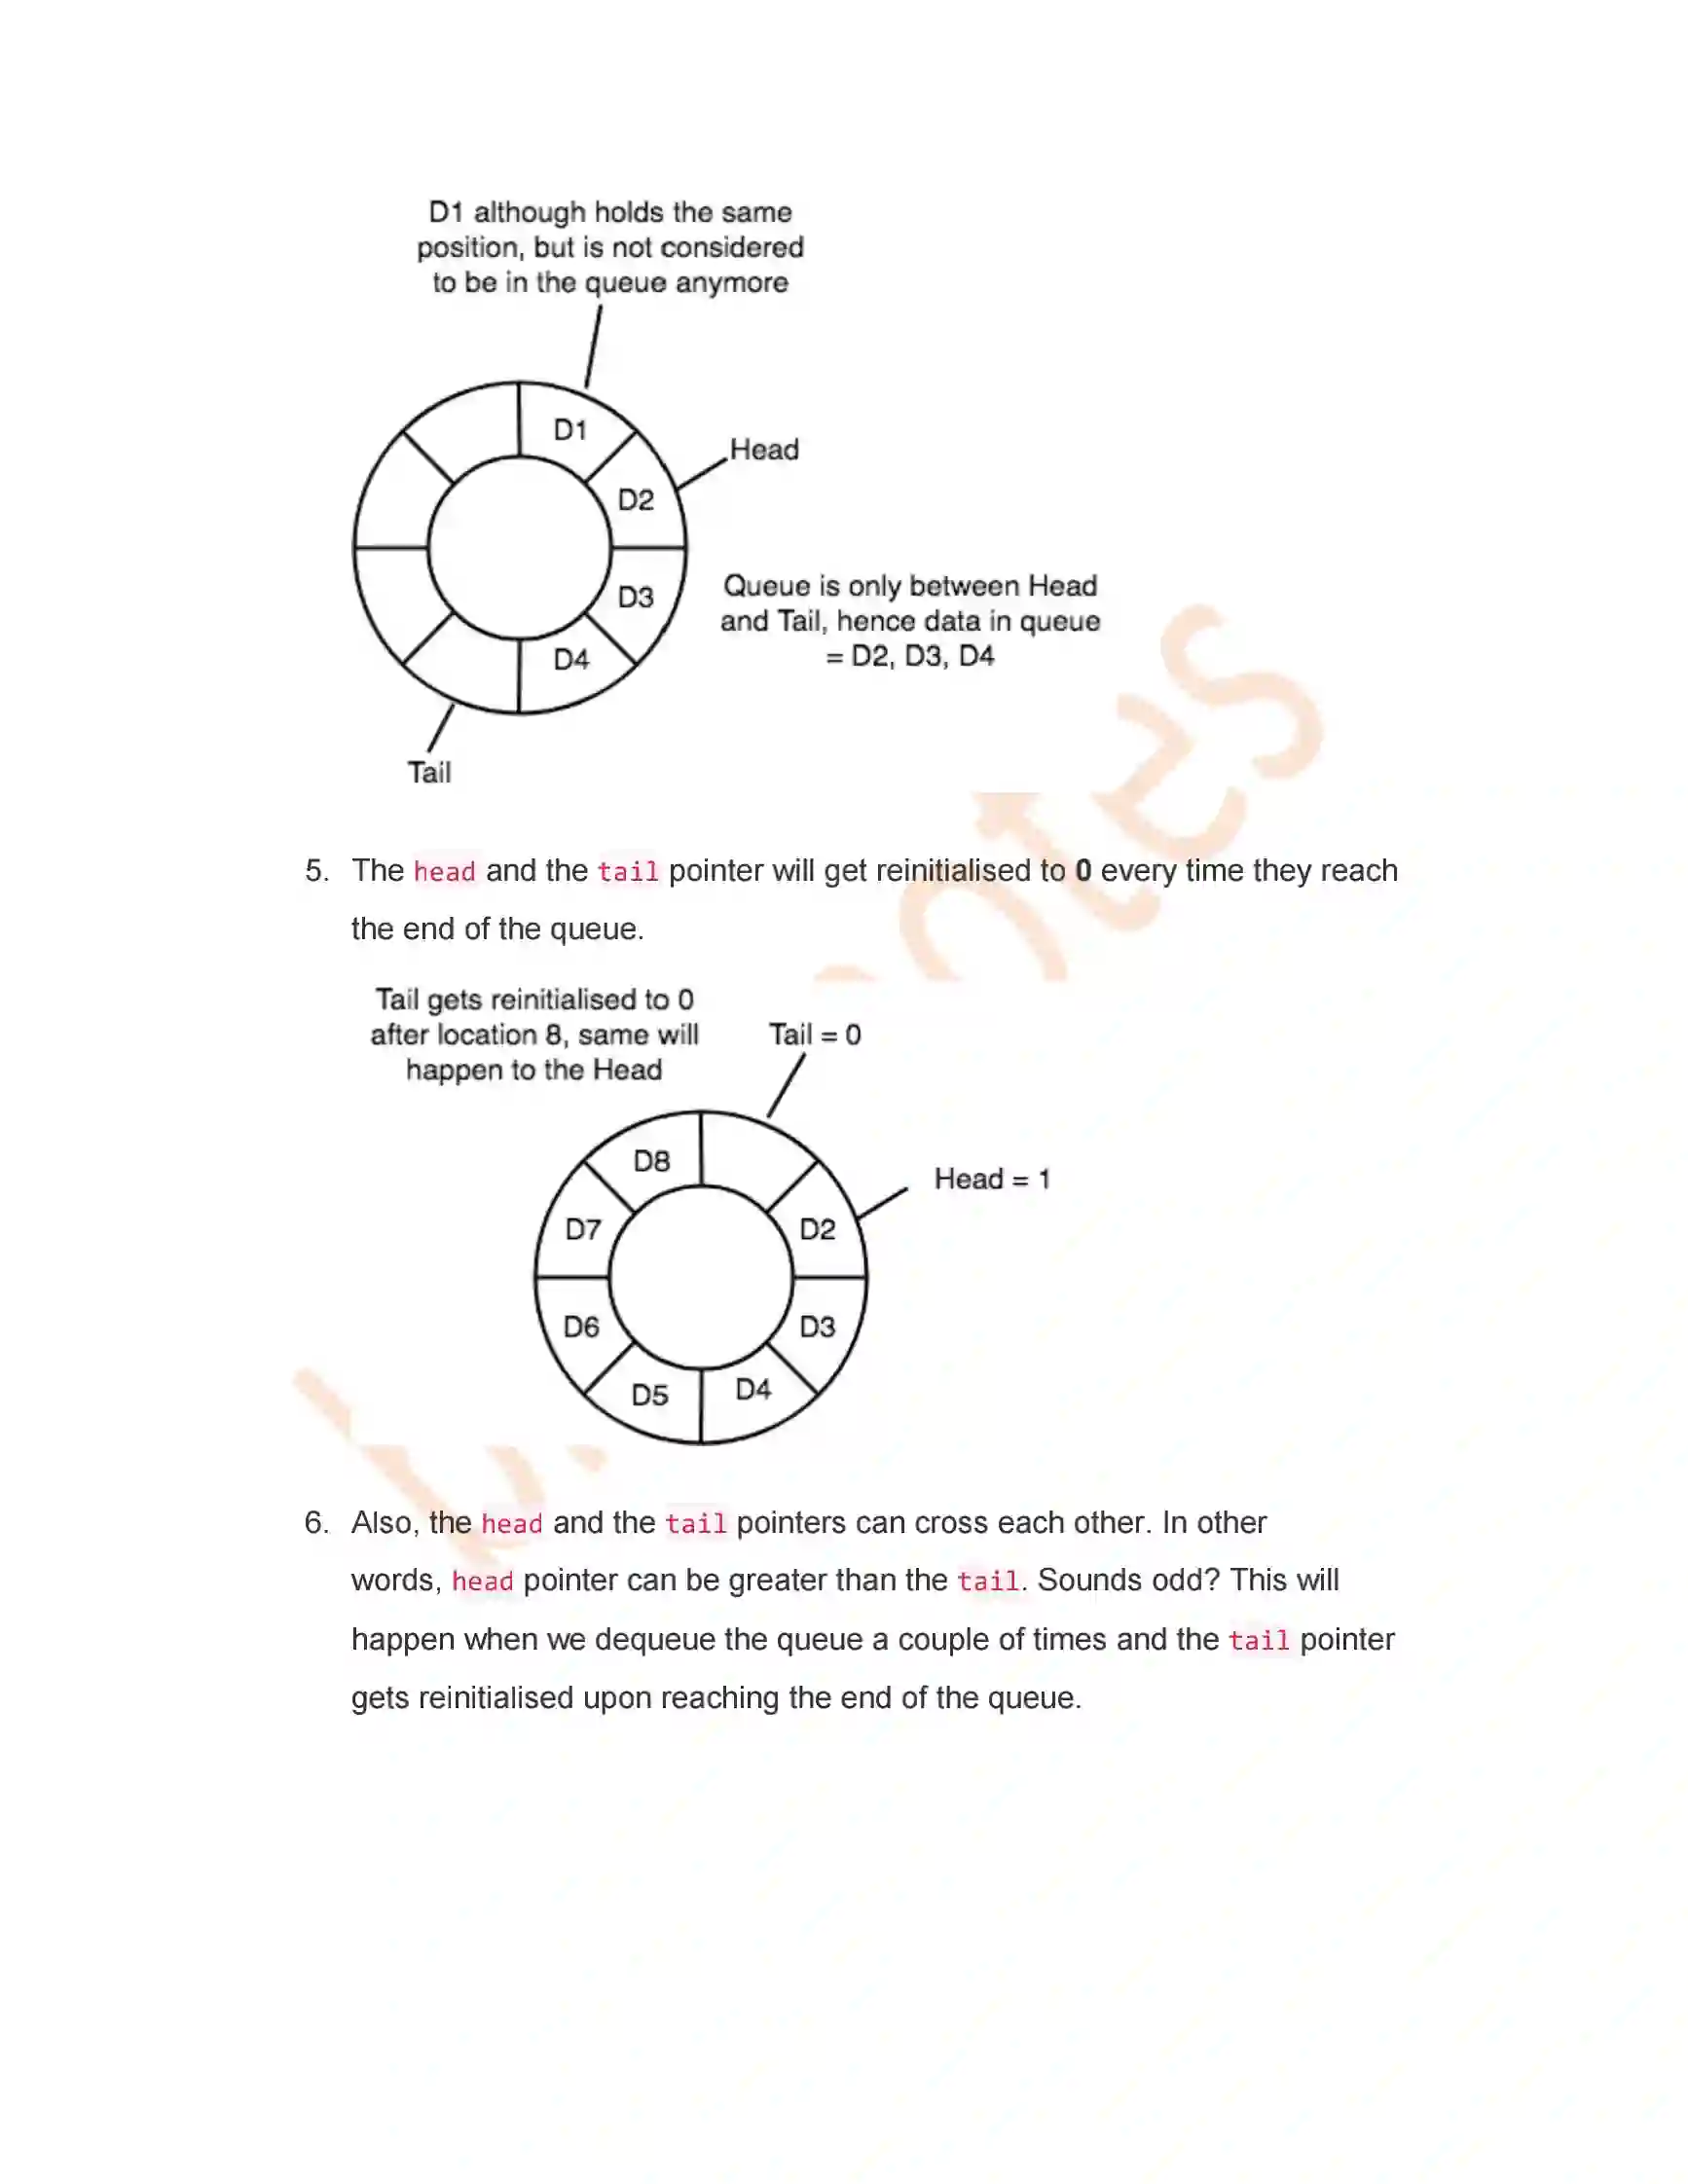 D1 although holds the same
position, but is not considered
to be in the queue anymore
D1
Head
D2
Queue is only between Head
and Tail, hence data in queue
= D2, D3, D4
D3
D4
Tail
5. The head and the tail pointer will get reinitialised to 0 every time they reach
the end of the queue.
Tail gets reinitialised to 0
after location 8, same will
happen to the Head
Tail = 0
D8
Head = 1
D7
D2
D6
D3
D5
D4
6. Also, the head and the tail pointers can cross each other. In other
words, head pointer can be greater than the tail. Sounds odd? This will
happen when we dequeue the queue a couple of times and the tail pointer
gets reinitialised upon reaching the end of the queue.